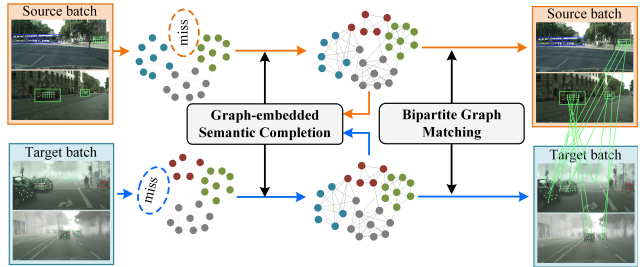 Source batch
miss
Source batch
Graph-embedded
Semantic Completion
Bipartite Graph
Matching
Target batch
miss
Target batch